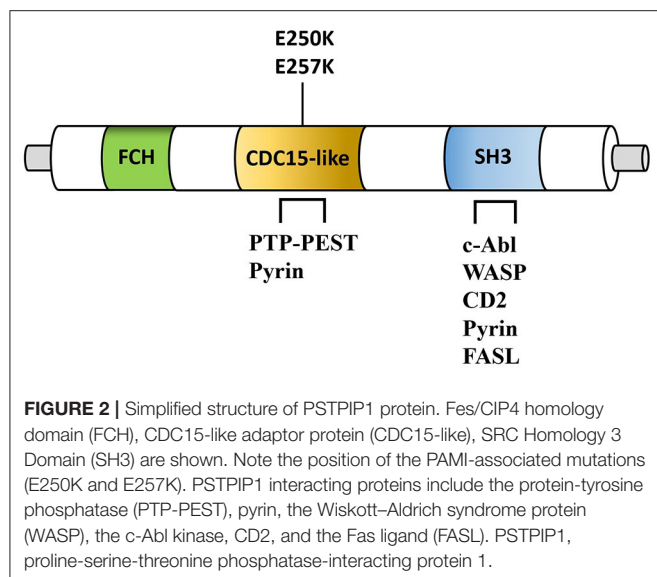 E250K
E257K
FCH
CDC15-like
SH3
PTP-PEST
Pyrin
c-Abl
WASP
CD2
Pyrin
FASL
FIGURE 2 | Simplified structure of PSTPIP1 protein. Fes/CIP4 homology
domain (FCH), CDC15-like adaptor protein (CDC15-like), SRC Homology 3
Domain (SH3) are shown. Note the position of the PAMI-associated mutations
(E250K and E257K). PSTPIP1 interacting proteins include the protein-tyrosine
phosphatase (PTP-PEST), pyrin, the Wiskott–Aldrich syndrome protein
(WASP), the c-Abl kinase, CD2, and the Fas ligand (FASL). PSTPIP1,
proline-serine-threonine phosphatase-interacting protein 1.